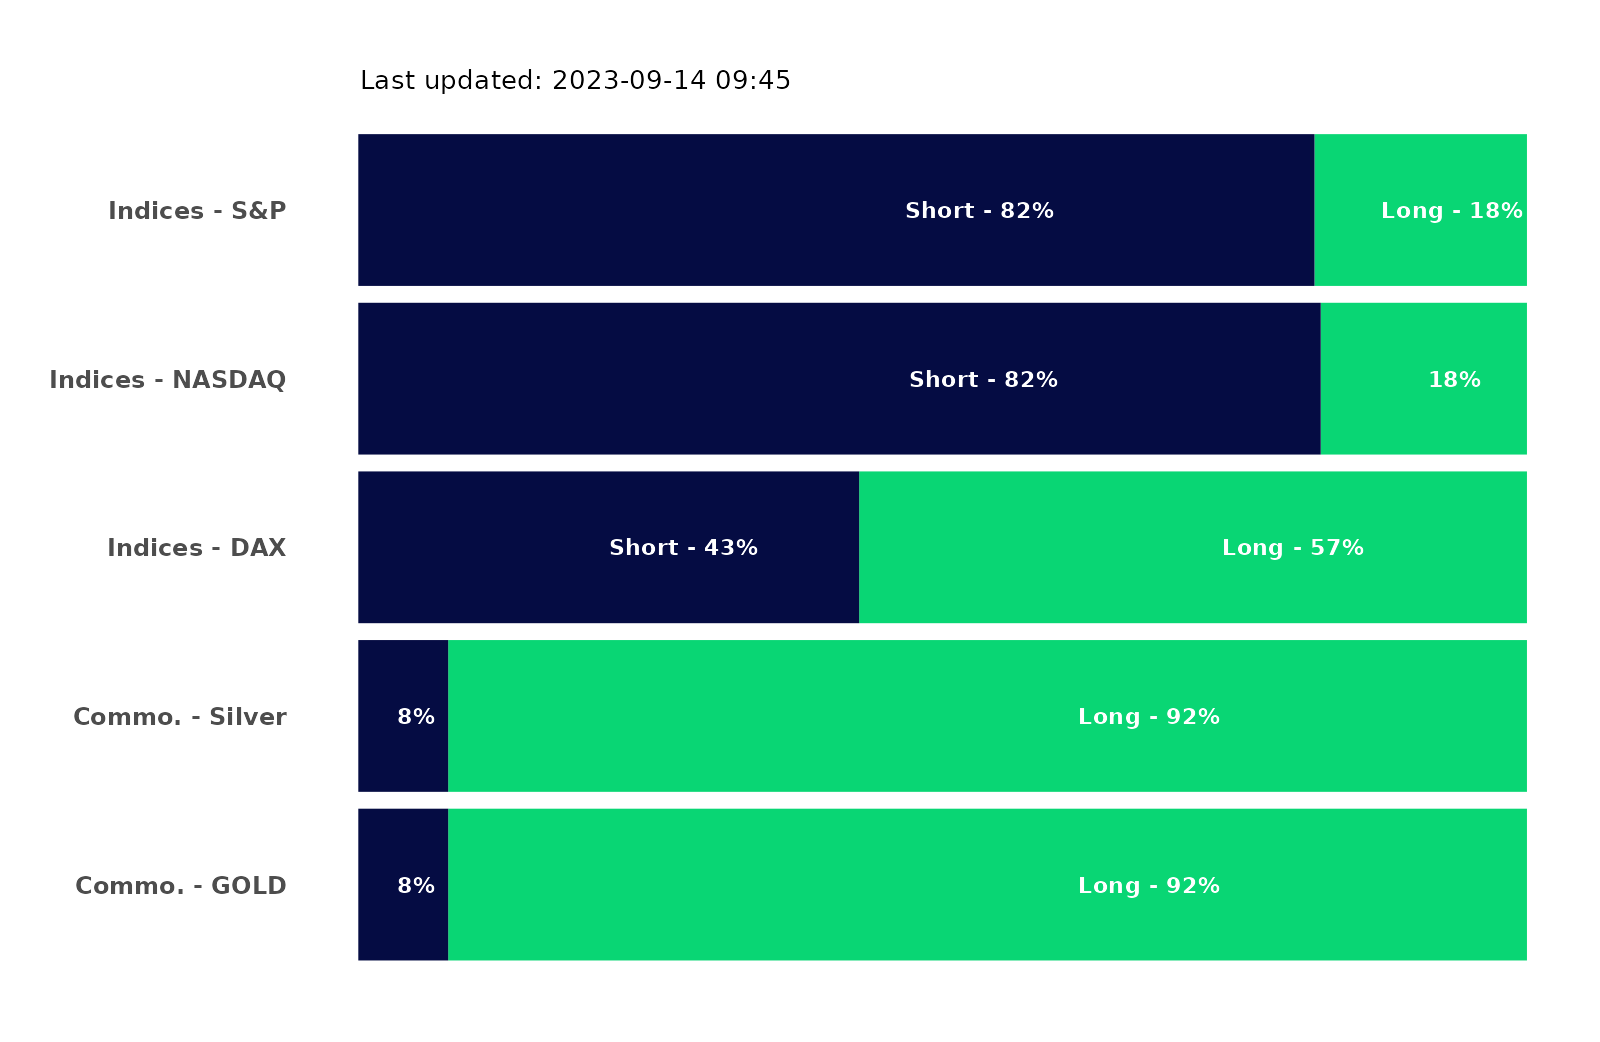 Last updated: 2023-09-14 09:45
Indices - S&P Short - 82% Long - 18%
Indices - NASDAQ Short - 82% 18%
Indices - DAX Short - 43% Long - 57%
Commo. - Silver 8% Long - 92%
Commo. - GOLD 8% Long - 92%